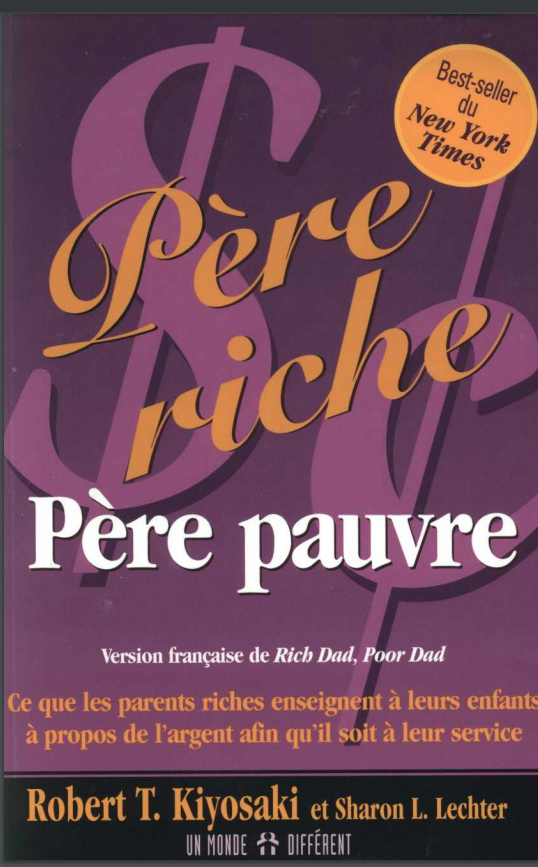 Best-seller
du
New York
Times
Père
riche
Père pauvre
Version française de Rich Dad, Poor Dad
Ce que les parents riches enseignent à leurs enfants
à propos de l'argent afin qu'il soit à leur service
Robert T. Kiyosaki et Sharon L. Lechter
UN MONDE DIFFÉRENT